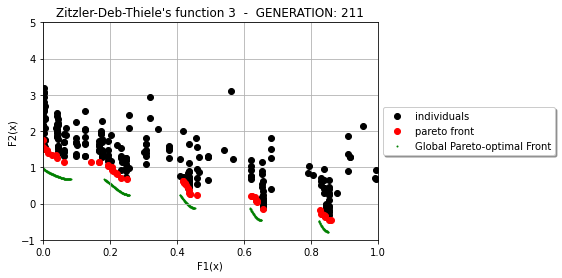 Zitzler-Deb-Thiele's function 3 - GENERATION: 211
5
4
3
2
1
0
−1
F2(x)
0.0 0.2 0.4 0.6 0.8 1.0
F1(x)
individuals
pareto front
Global Pareto-optimal Front